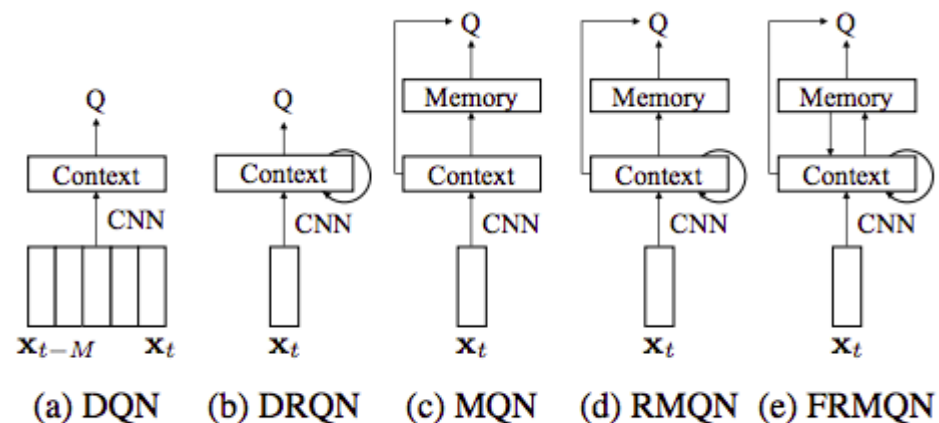 Q
Context
CNN
x_{t-M} x_t
(a) DQN
Q
Context
CNN
x_t
(b) DRQN
Q
Memory
Context
CNN
x_t
(c) MQN
Q
Memory
Context
CNN
x_t
(d) RMQN
Q
Memory
Context
CNN
x_t
(e) FRMQN